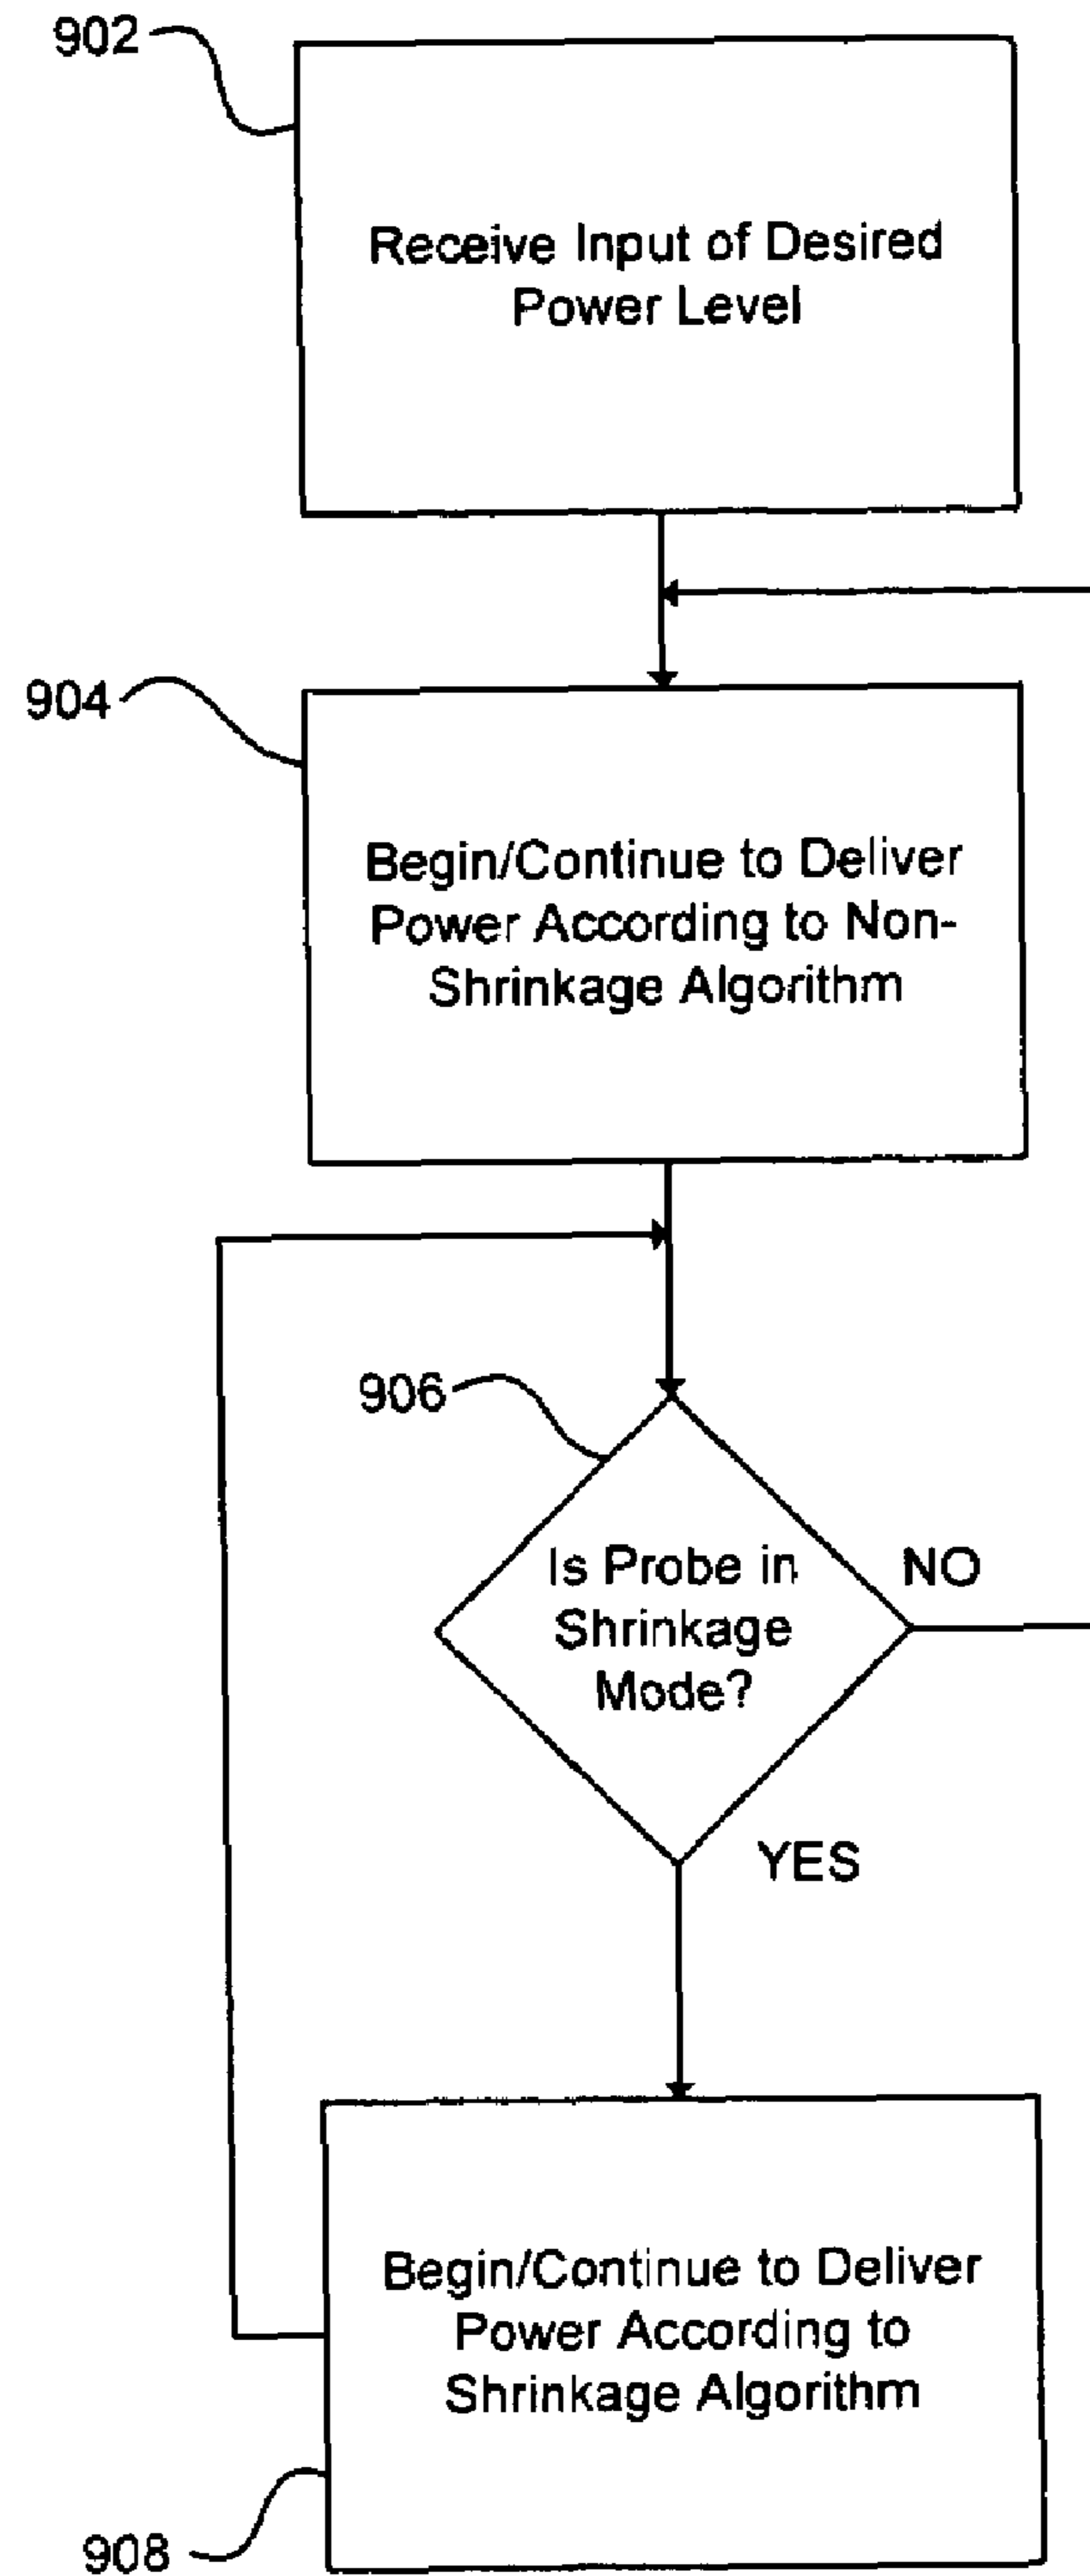 902
Receive Input of Desired
Power Level
904
Begin/Continue to Deliver
Power According to Non-
Shrinkage Algorithm
906
Is Probe in
Shrinkage
Mode?
NO
YES
Begin/Continue to Deliver
Power According to
Shrinkage Algorithm
908